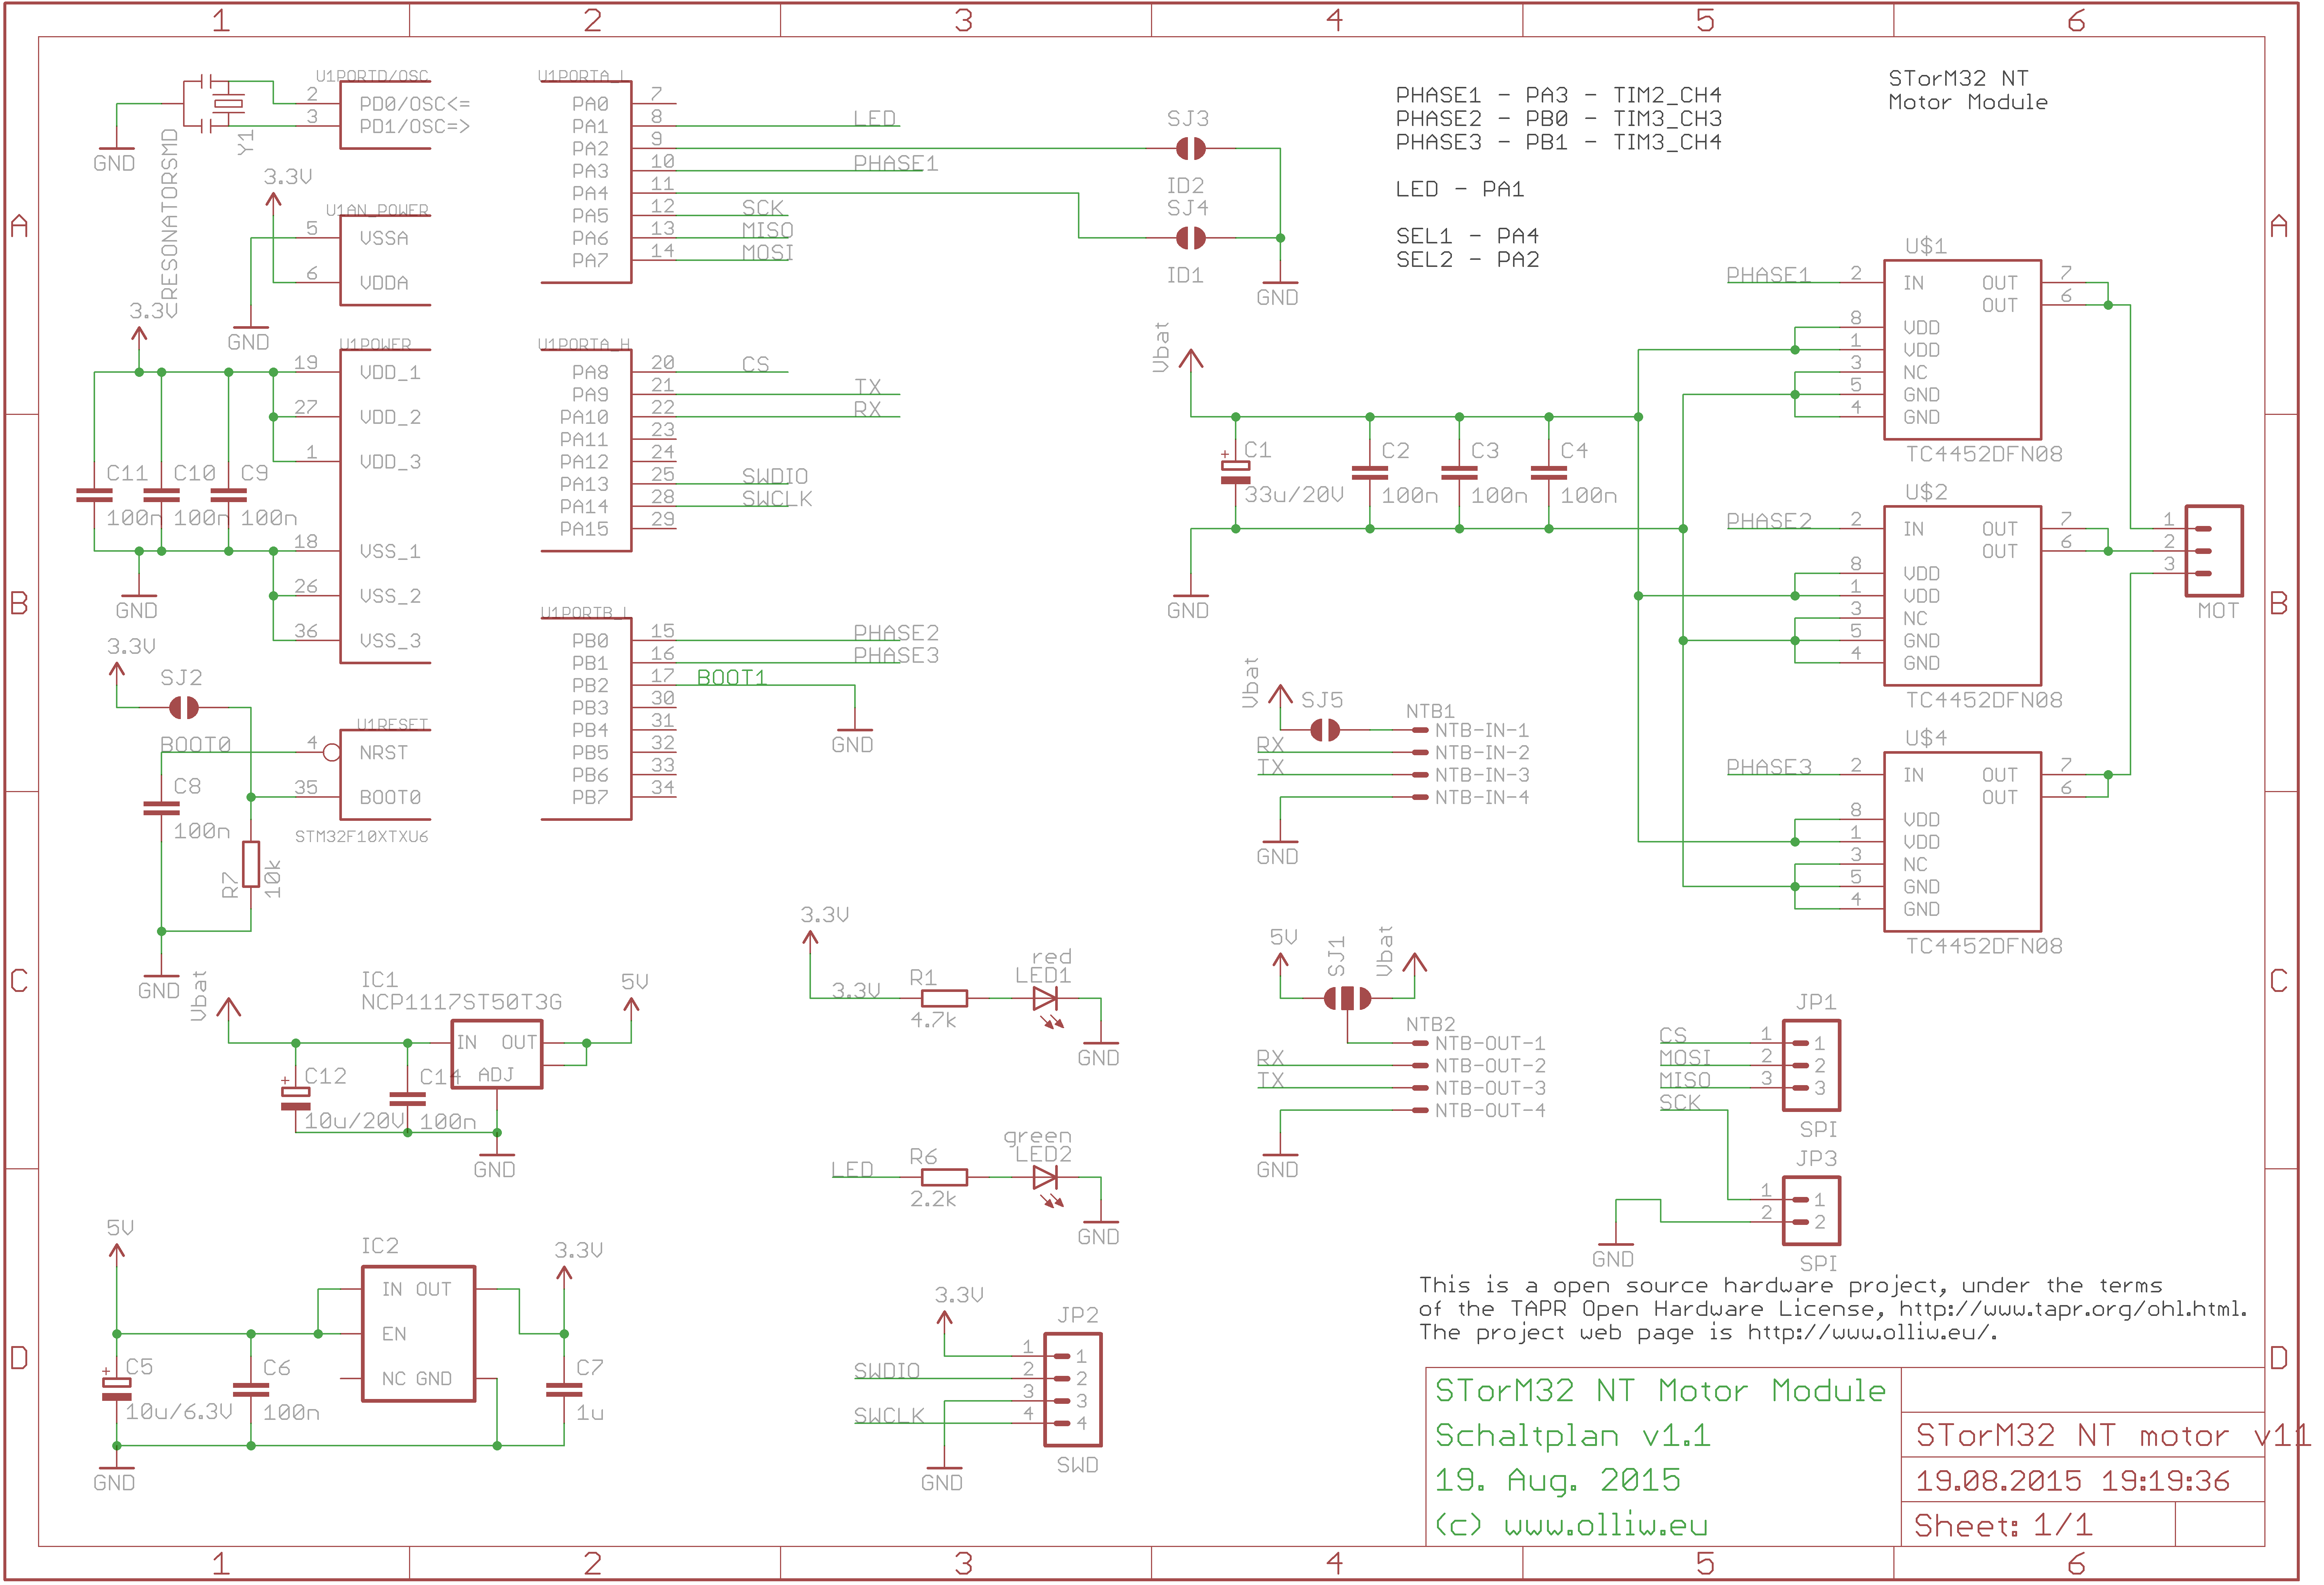 1 2 3 4 5 6
A
B
C
D
A
B
C
D
1 2 3 4 5 6
U1PORTD/OSC
2 PD0/OSC<=
3 PD1/OSC=>
Y1
RESONATORSMD
GND
3.3V
U1AN_POWER
5 VSSA
6 VDDA
GND
3.3V
U1POWER
19 VDD_1
27 VDD_2
1 VDD_3
C11 C10 C9
100n 100n 100n
18 VSS_1
26 VSS_2
36 VSS_3
GND
3.3V
SJ2
U1RESET
BOOT0 4 NRST
35 BOOT0
C8
100n
STM32F10XTXU6
R7
10k
GND
U1PORTA_L
PA0 7
PA1 8 LED
PA2 9
PA3 10 PHASE1
PA4 11
PA5 12 SCK
PA6 13 MISO
PA7 14 MOSI
SJ3
ID2
SJ4
ID1
GND
U1PORTA_H
PA8 20 CS
PA9 21 TX
PA10 22 RX
PA11 23
PA12 24
PA13 25 SWDIO
PA14 28 SWCLK
PA15 29
U1PORTB_L
PB0 15 PHASE2
PB1 16 PHASE3
PB2 17 BOOT1
PB3 30
PB4 31
PB5 32
PB6 33
PB7 34
GND
PHASE1 - PA3 - TIM2_CH4
PHASE2 - PB0 - TIM3_CH3
PHASE3 - PB1 - TIM3_CH4
LED - PA1
SEL1 - PA4
SEL2 - PA2
STorM32 NT
Motor Module
Vbat
C1 C2 C3 C4
+
33u/20V 100n 100n 100n
GND
U$1
PHASE1 2 IN OUT 7
OUT 6
8 VDD
1 VDD
3 NC
5 GND
4 GND
TC4452DFN08
U$2
PHASE2 2 IN OUT 7
OUT 6
8 VDD
1 VDD
3 NC
5 GND
4 GND
TC4452DFN08
U$4
PHASE3 2 IN OUT 7
OUT 6
8 VDD
1 VDD
3 NC
5 GND
4 GND
TC4452DFN08
1
2
3
MOT
Vbat
SJ5
NTB1
NTB-IN-1
RX NTB-IN-2
TX NTB-IN-3
NTB-IN-4
GND
5V
SJ1
Vbat
NTB2
NTB-OUT-1
RX NTB-OUT-2
TX NTB-OUT-3
NTB-OUT-4
GND
Vbat
IC1
NCP1117ST50T3G
5V
IN OUT
ADJ
+
C12 C14
10u/20V 100n
GND
3.3V
3.3V R1
4.7k
red
LED1
GND
LED R6
2.2k
green
LED2
GND
JP1
CS 1 1
MOSI 2 2
MISO 3 3
SCK
SPI
JP3
1 1
2 2
GND
SPI
5V
IC2
3.3V
IN OUT
EN
NC GND
+
C5 C6 C7
10u/6.3V 100n 1u
GND
3.3V
JP2
1 1
SWDIO 2 2
3 3
SWCLK 4 4
GND
SWD
This is a open source hardware project, under the terms
of the TAPR Open Hardware License, http://www.tapr.org/ohl.html.
The project web page is http://www.olliw.eu/.
STorM32 NT Motor Module
Schaltplan v1.1
19. Aug. 2015
(c) www.olliw.eu
STorM32 NT motor v11
19.08.2015 19:19:36
Sheet: 1/1